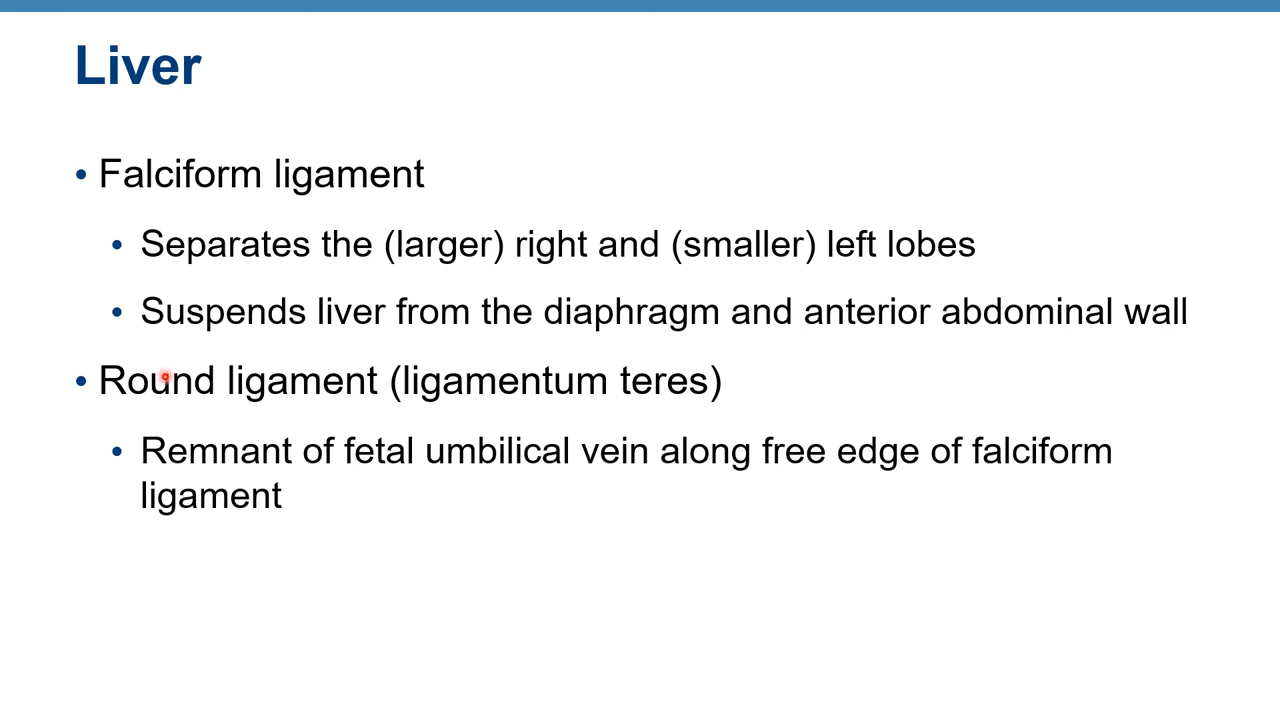 Liver
• Falciform ligament
• Separates the (larger) right and (smaller) left lobes
• Suspends liver from the diaphragm and anterior abdominal wall
• Round ligament (ligamentum teres)
• Remnant of fetal umbilical vein along free edge of falciform
ligament